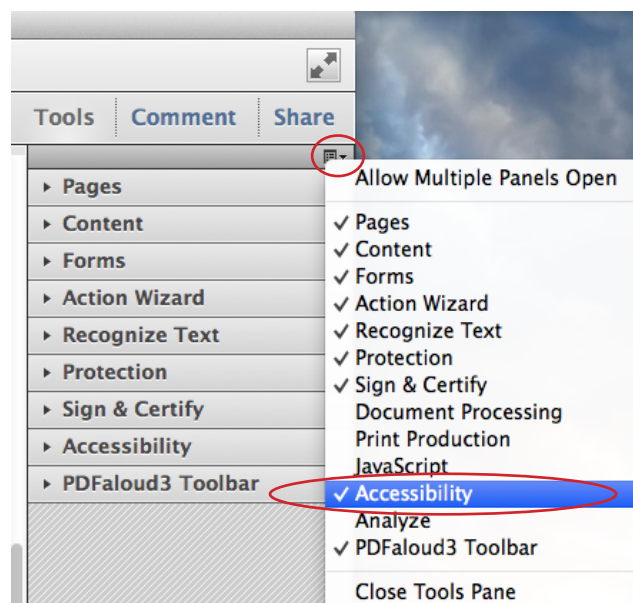 Tools Comment Share
Pages
Content
Forms
Action Wizard
Recognize Text
Protection
Sign & Certify
Accessibility
PDFaloud3 Toolbar
Allow Multiple Panels Open
Pages
Content
Forms
Action Wizard
Recognize Text
Protection
Sign & Certify
Document Processing
Print Production
JavaScript
Accessibility
Analyze
PDFaloud3 Toolbar
Close Tools Pane